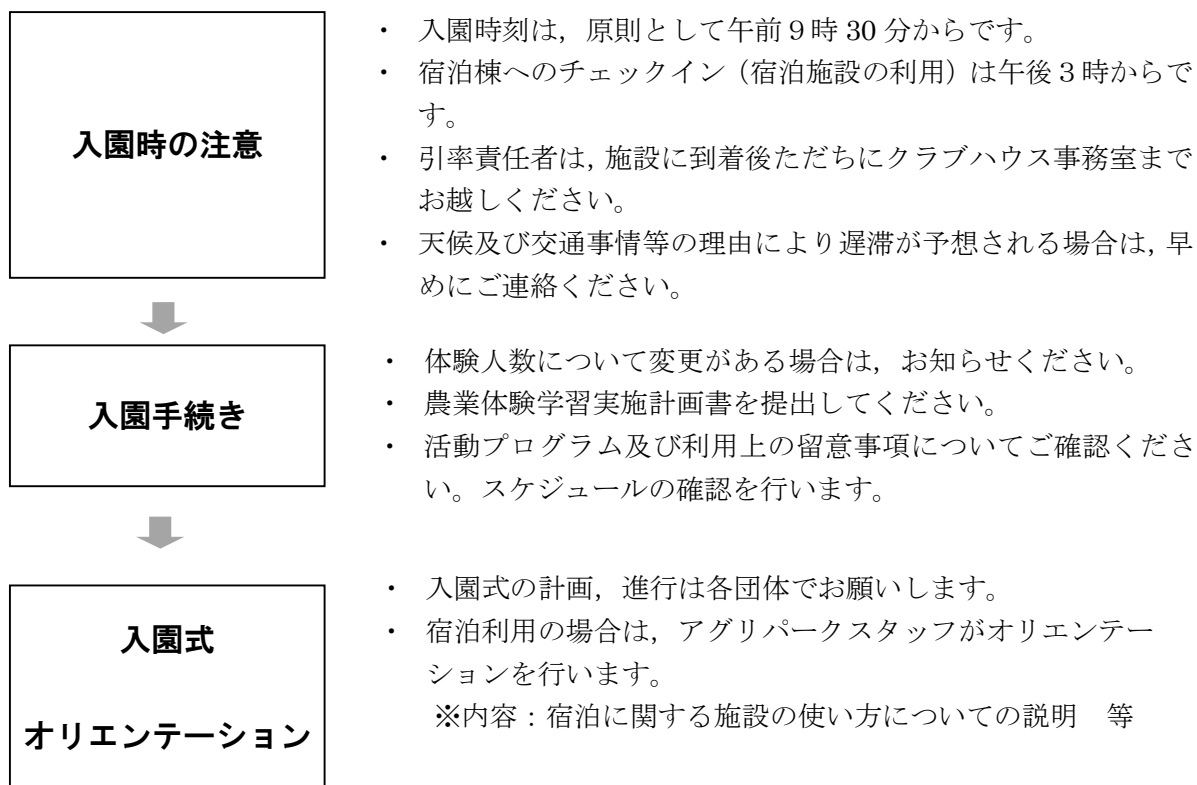 入園時の注意
・ 入園時刻は，原則として午前９時 30 分からです。
・ 宿泊棟へのチェックイン（宿泊施設の利用）は午後３時からで
す。
・ 引率責任者は，施設に到着後ただちにクラブハウス事務室まで
お越しください。
・ 天候及び交通事情等の理由により遅滞が予想される場合は，早
めにご連絡ください。
入園手続き
・ 体験人数について変更がある場合は，お知らせください。
・ 農業体験学習実施計画書を提出してください。
・ 活動プログラム及び利用上の留意事項についてご確認くださ
い。スケジュールの確認を行います。
入園式
オリエンテーション
・ 入園式の計画，進行は各団体でお願いします。
・ 宿泊利用の場合は，アグリパークスタッフがオリエンテー
ションを行います。
※内容：宿泊に関する施設の使い方についての説明　等